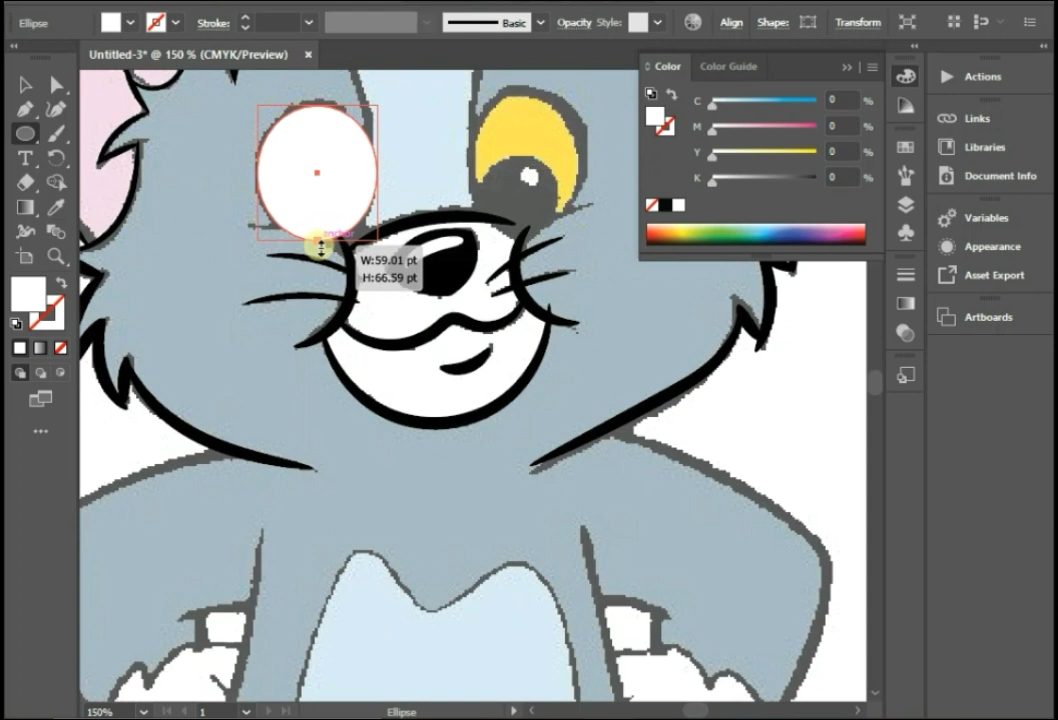 Ellipse
Stroke:
Basic
Opacity
Style:
Align
Shape:
Transform
Untitled-3* @ 150 % (CMYK/Preview)
×
T
anchor
W:59.01 pt
H:66.59 pt
Color
Color Guide
C 0 %
M 0 %
Y 0 %
K 0 %
Actions
Links
Libraries
Document Info
Variables
Appearance
Asset Export
Artboards
150%
1
Ellipse